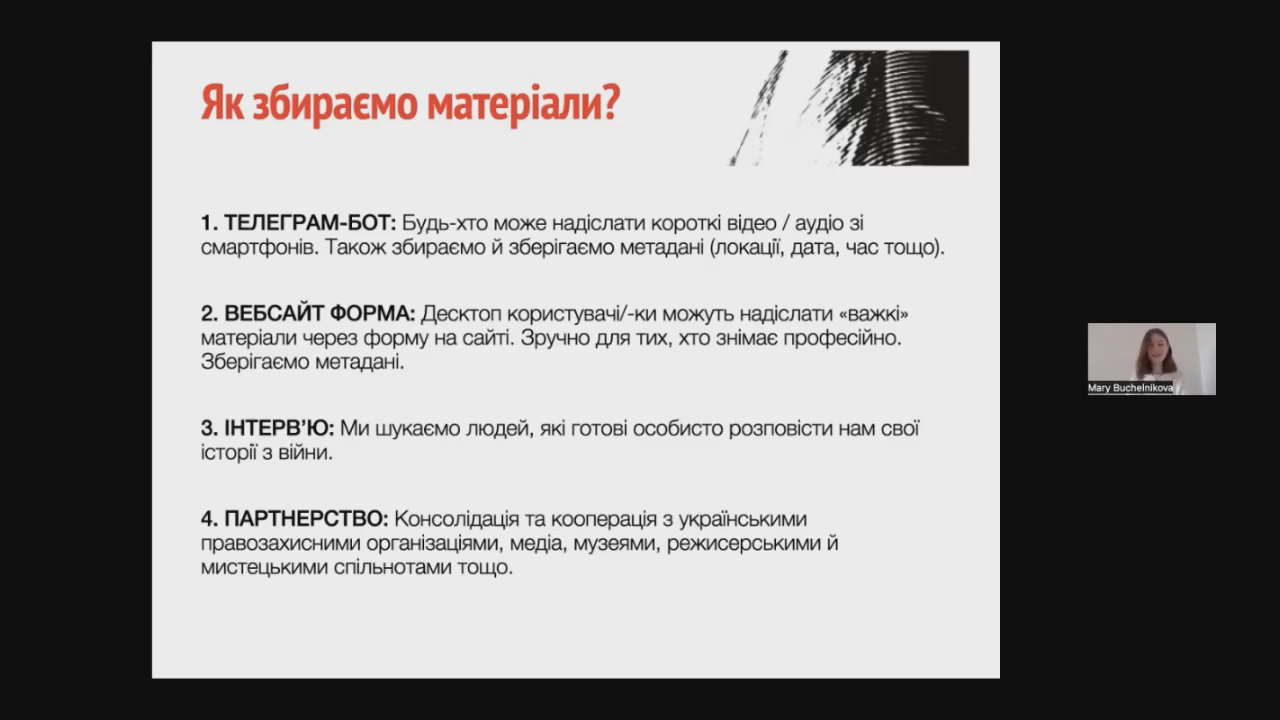 Як збираємо матеріали?
1. ТЕЛЕГРАМ-БОТ: Будь-хто може надіслати короткі відео / аудіо зі
смартфонів. Також збираємо й зберігаємо метадані (локації, дата, час тощо).
2. ВЕБСАЙТ ФОРМА: Десктоп користувачі/-ки можуть надіслати «важкі»
матеріали через форму на сайті. Зручно для тих, хто знімає професійно.
Зберігаємо метадані.
3. ІНТЕРВ’Ю: Ми шукаємо людей, які готові особисто розповісти нам свої
історії з війни.
4. ПАРТНЕРСТВО: Консолідація та кооперація з українськими
правозахисними організаціями, медіа, музеями, режисерськими й
мистецькими спільнотами тощо.
Mary Buchelnikova